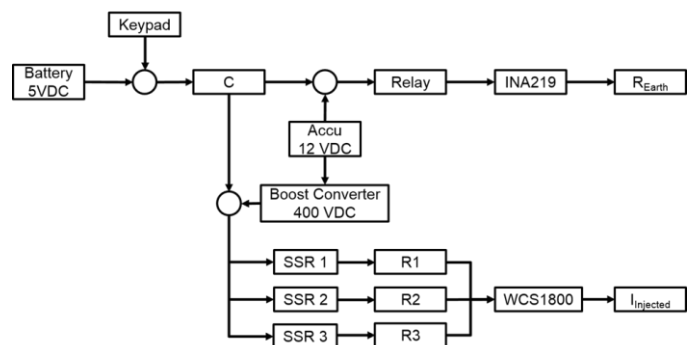 Keypad
Battery
5VDC
C
Relay
INA219
REarth
Accu
12 VDC
Boost Converter
400 VDC
SSR 1
R1
SSR 2
R2
WCS1800
IInjected
SSR 3
R3